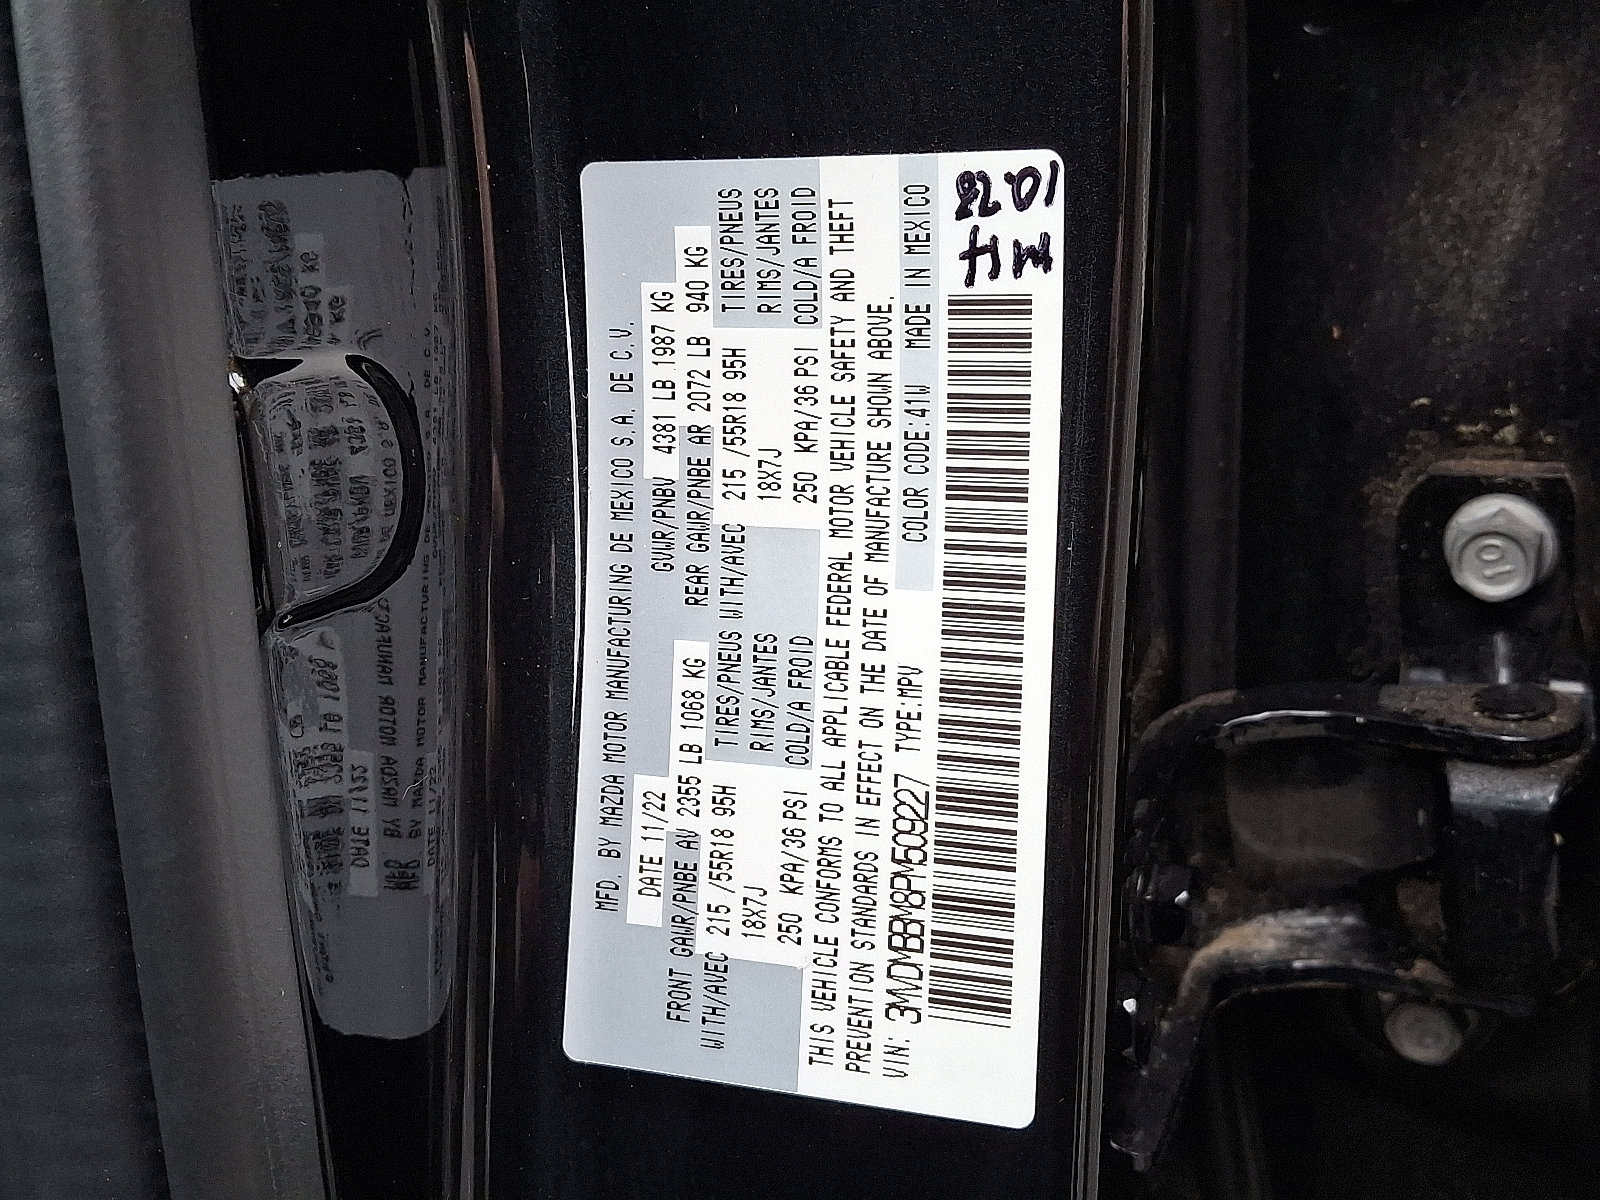 MFD. BY MAZDA MOTOR MANUFACTURING DE MEXICO S.A. DE C.V.
DATE 11/22 GVWR/PNBV 4381 LB 1987 KG
FRONT GAWR/PNBE AV 2355 LB 1068 KG REAR GAWR/PNBE AR 2072 LB 940 KG
WITH/AVEC 215 /55R18 95H TIRES/PNEUS WITH/AVEC 215 /55R18 95H TIRES/PNEUS
18X7J RIMS/JANTES 18X7J RIMS/JANTES
250 KPA/36 PSI COLD/A FROID 250 KPA/36 PSI COLD/A FROID
THIS VEHICLE CONFORMS TO ALL APPLICABLE FEDERAL MOTOR VEHICLE SAFETY AND THEFT
PREVENTION STANDARDS IN EFFECT ON THE DATE OF MANUFACTURE SHOWN ABOVE.
VIN: 3MVDMBBM8PM509227 TYPE:MPV COLOR CODE:41W MADE IN MEXICO
10.28
HM
9